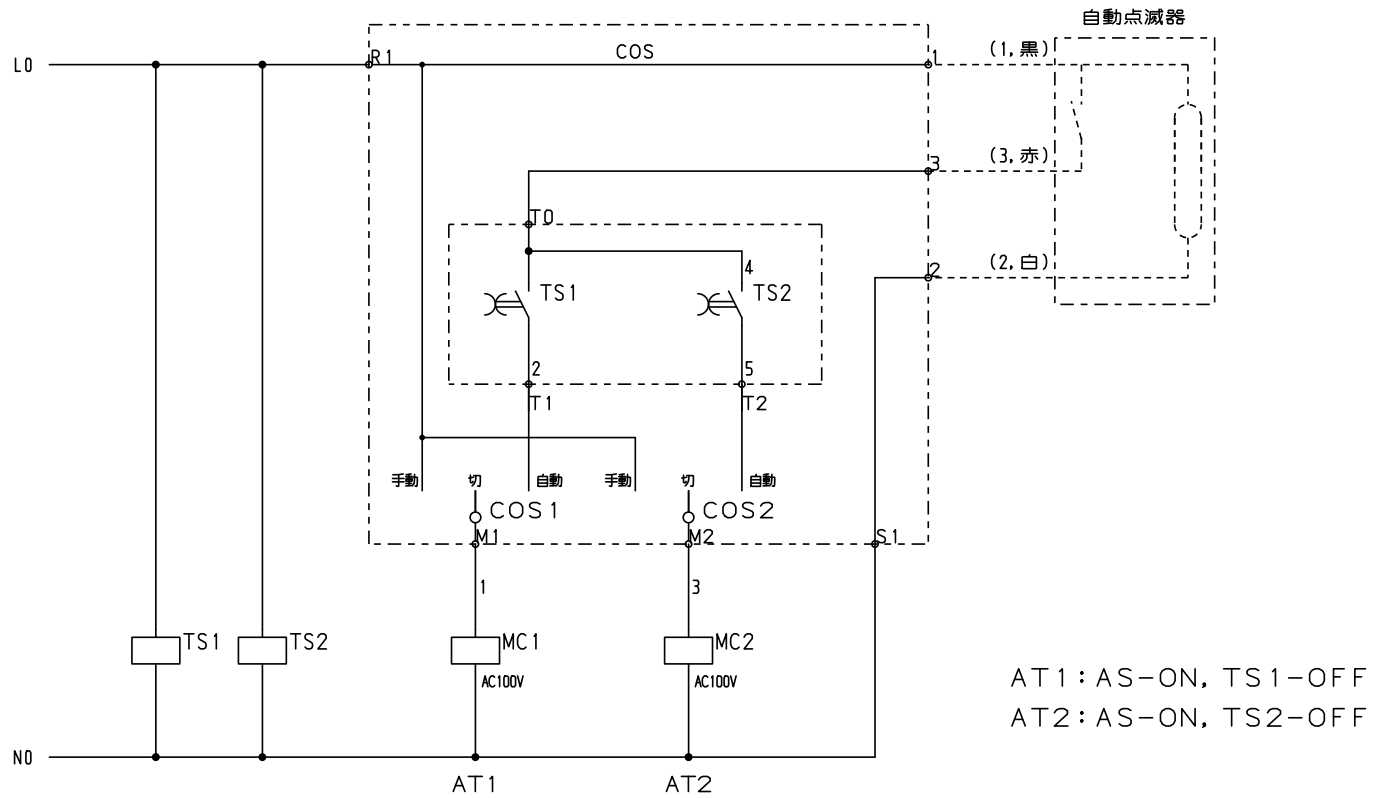 自動点滅器
L0
R1
COS
1
(1,黒)
3
(3,赤)
T0
2
(2,白)
4
TS1
TS2
2
5
T1
T2
手動
切
自動
手動
切
自動
COS1
COS2
M1
M2
S1
1
3
TS1
TS2
MC1
MC2
AC100V
AC100V
AT1:AS-ON, TS1-OFF
AT2:AS-ON, TS2-OFF
N0
AT1
AT2